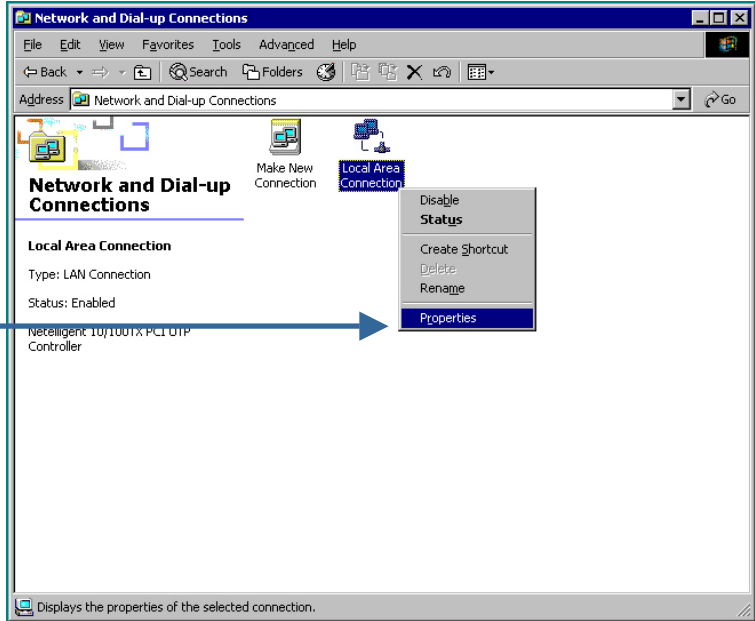 Network and Dial-up Connections
File Edit View Favorites Tools Advanced Help
Back Search Folders
Address Network and Dial-up Connections Go
Make New Connection
Local Area Connection
Network and Dial-up
Connections
Local Area Connection
Type: LAN Connection
Status: Enabled
Netelligent 10/100TX PCI UTP
Controller
Disable
Status
Create Shortcut
Delete
Rename
Properties
Displays the properties of the selected connection.